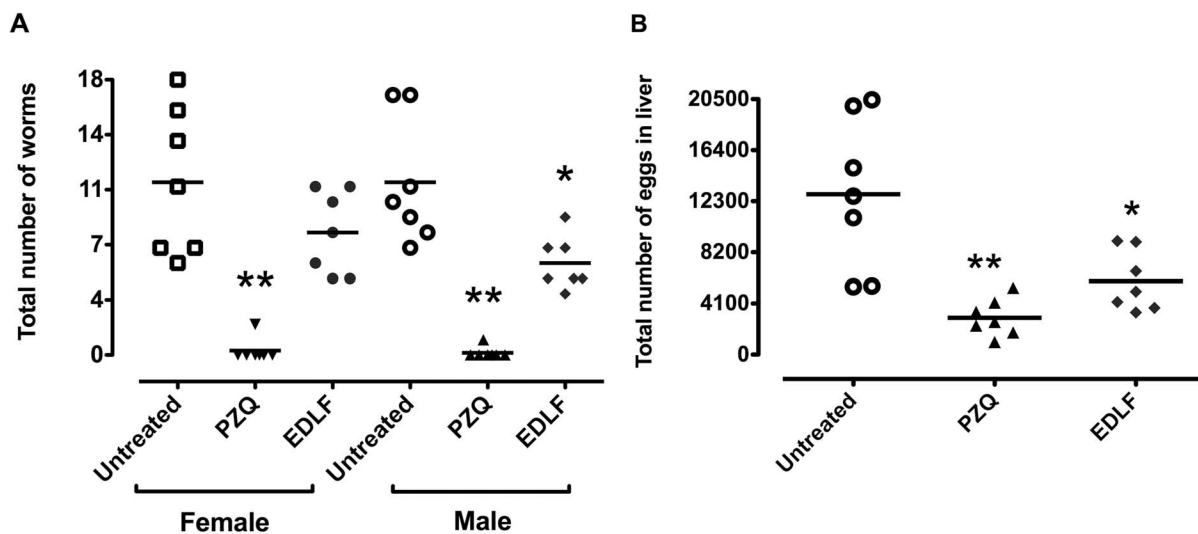 A
Total number of worms
18
14
11
7
4
0
**
**
*
Untreated
PZQ
EDLF
Untreated
PZQ
EDLF
Female
Male
B
Total number of eggs in liver
20500
16400
12300
8200
4100
0
**
*
Untreated
PZQ
EDLF